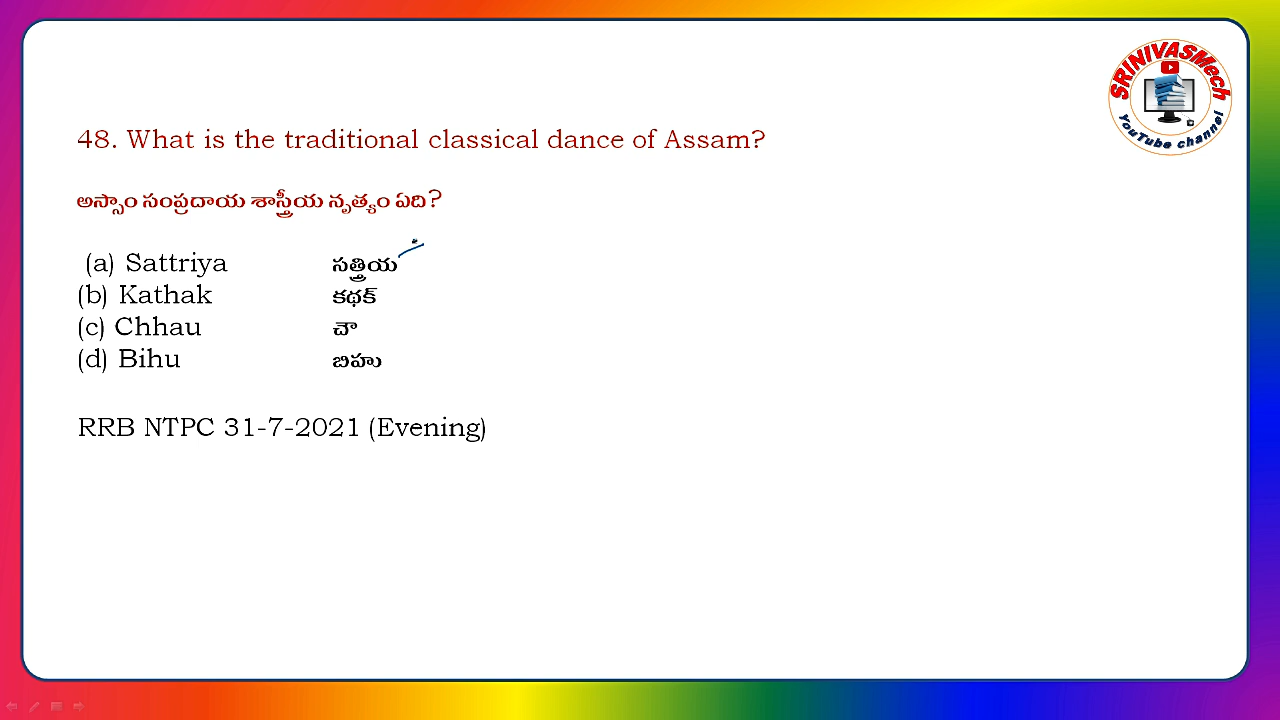 SRINIVASMech
YouTube channel
48. What is the traditional classical dance of Assam?
అస్సాం సంప్రదాయ శాస్త్రీయ నృత్యం ఏది?
(a) Sattriya సత్త్రియ
(b) Kathak కథక్
(c) Chhau చౌ
(d) Bihu బిహు
RRB NTPC 31-7-2021 (Evening)